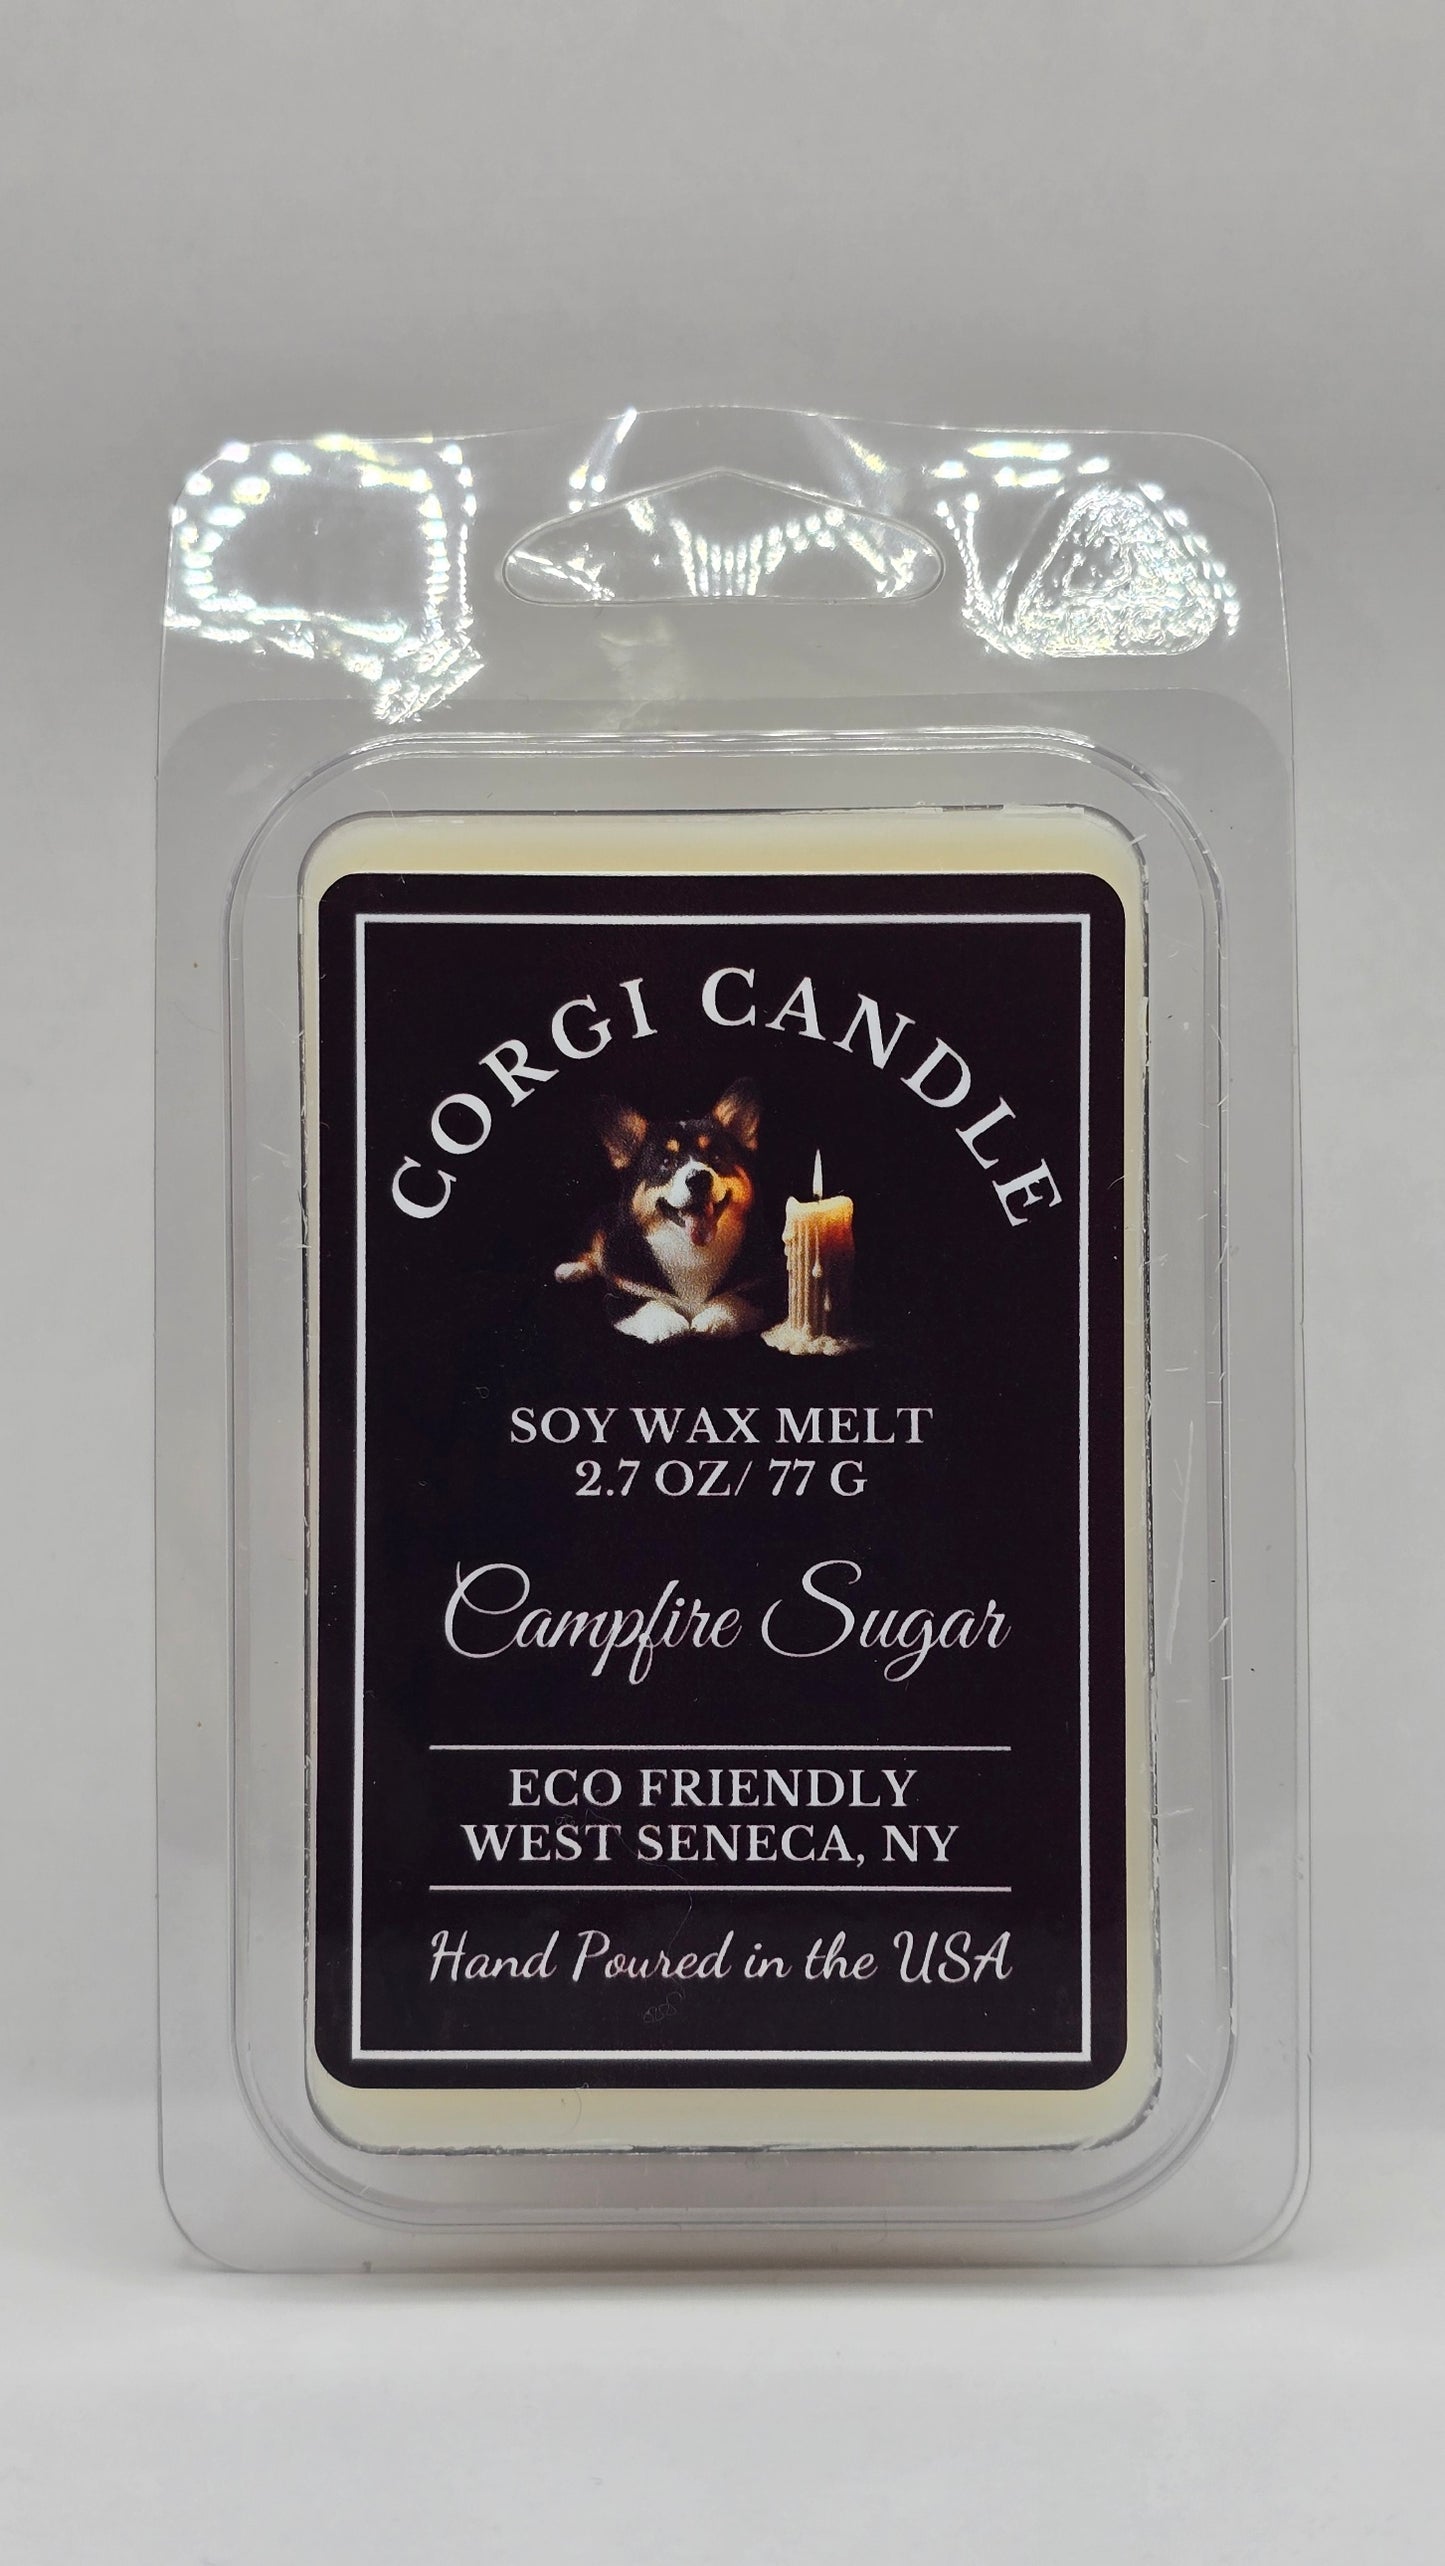 CORGI CANDLE
SOY WAX MELT
2.7 OZ/ 77 G
Campfire Sugar
ECO FRIENDLY
WEST SENECA, NY
Hand Poured in the USA